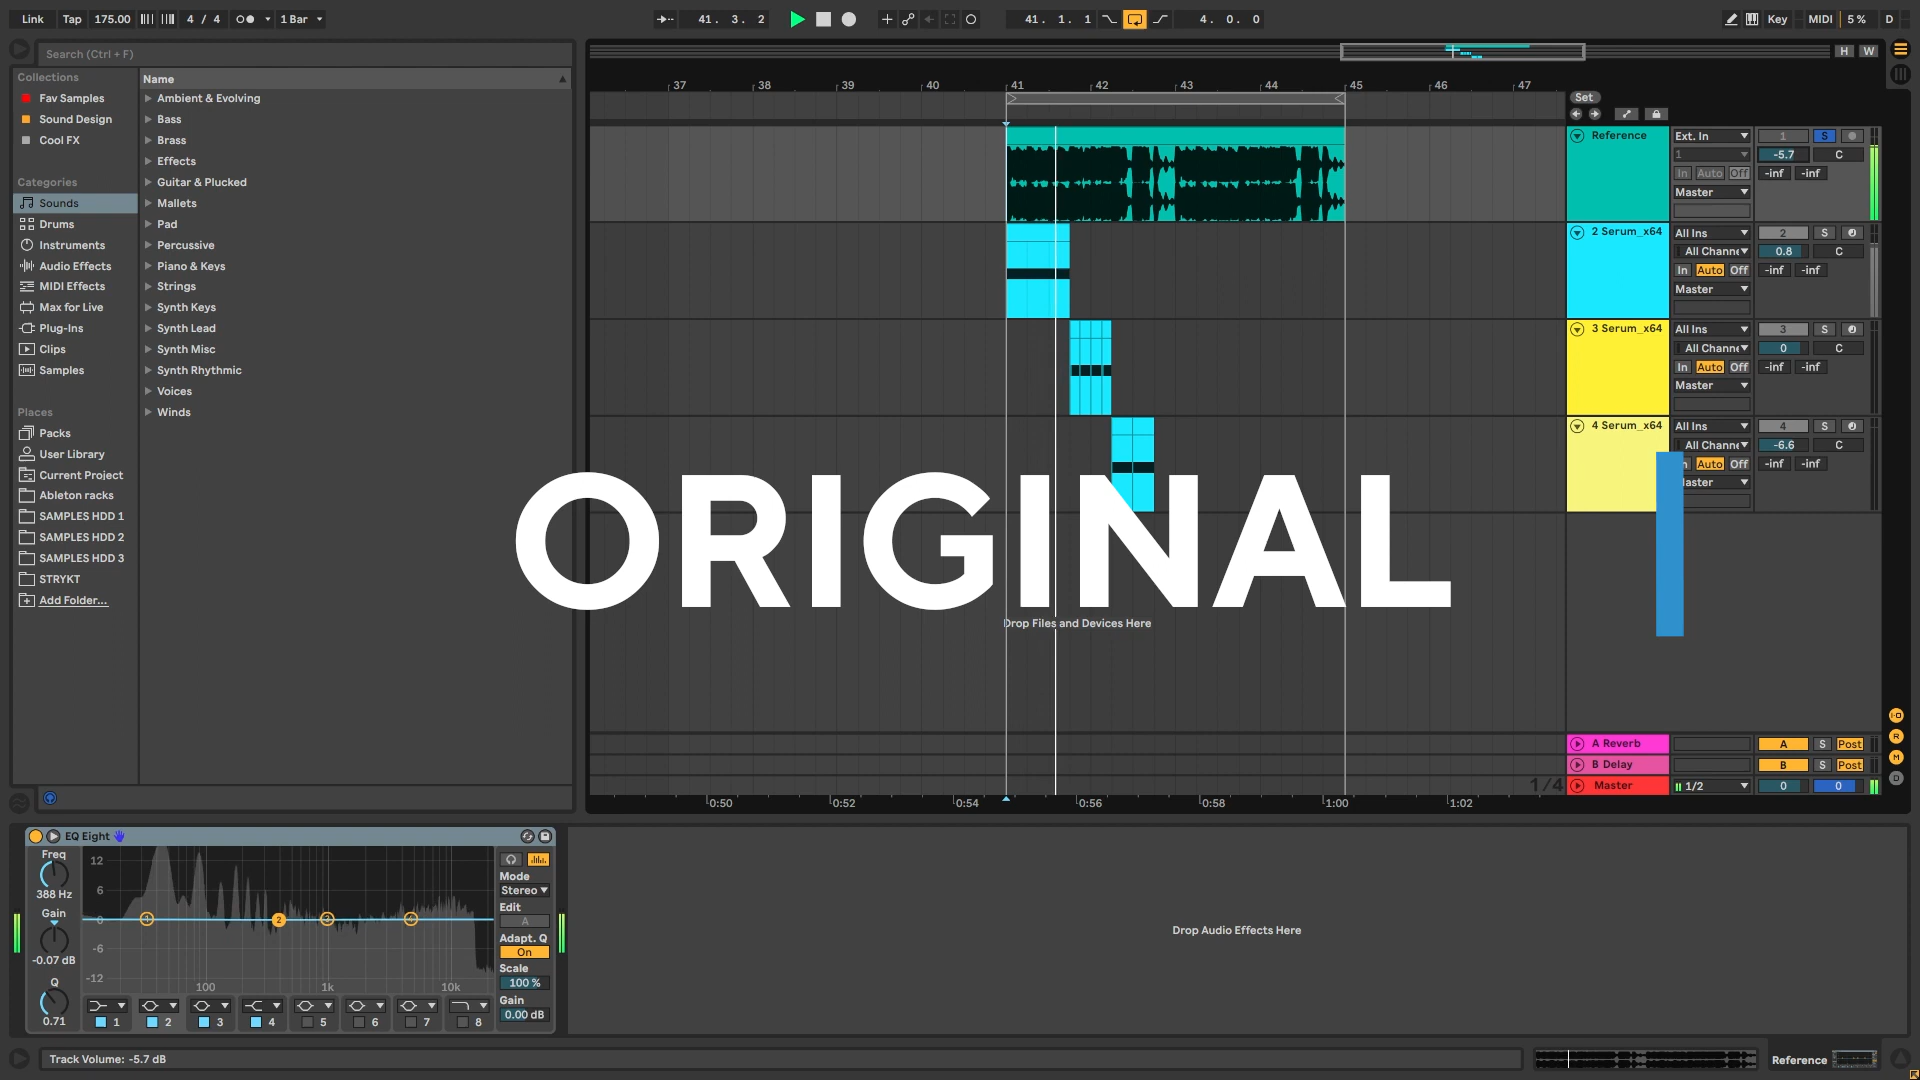 Link Tap 175.00 4 / 4 1 Bar 41. 3. 2 41. 1. 1 4. 0. 0 Key MIDI 5 % D
Search (Ctrl + F)
H W
Collections
Fav Samples
Sound Design
Cool FX
Categories
Sounds
Drums
Instruments
Audio Effects
MIDI Effects
Max for Live
Plug-Ins
Clips
Samples
Places
Packs
User Library
Current Project
Ableton racks
SAMPLES HDD 1
SAMPLES HDD 2
SAMPLES HDD 3
STRYKT
Add Folder...
Name
Ambient & Evolving
Bass
Brass
Effects
Guitar & Plucked
Mallets
Pad
Percussive
Piano & Keys
Strings
Synth Keys
Synth Lead
Synth Misc
Synth Rhythmic
Voices
Winds
37 38 39 40 41 42 43 44 45 46 47
Set
Reference Ext. In 1 S
1 -5.7 C
In Auto Off -inf -inf
Master
2 Serum_x64 All Ins 2 S
All Channe 0.8 C
In Auto Off -inf -inf
Master
3 Serum_x64 All Ins 3 S
All Channe 0 C
In Auto Off -inf -inf
Master
4 Serum_x64 All Ins 4 S
All Channe -6.6 C
n Auto Off -inf -inf
laster
ORIGINAL
Drop Files and Devices Here
A Reverb A S Post
B Delay B S Post
1/4 Master 1/2 0 0
0:50 0:52 0:54 0:56 0:58 1:00 1:02
I·O
R
M
D
EQ Eight
Freq
388 Hz
Gain
-0.07 dB
Q
0.71
12
6
0
-6
-12
100 1k 10k
1 2 3 4
1 2 3 4 5 6 7 8
Mode
Stereo
Edit
A
Adapt. Q
On
Scale
100 %
Gain
0.00 dB
Drop Audio Effects Here
Track Volume: -5.7 dB
Reference